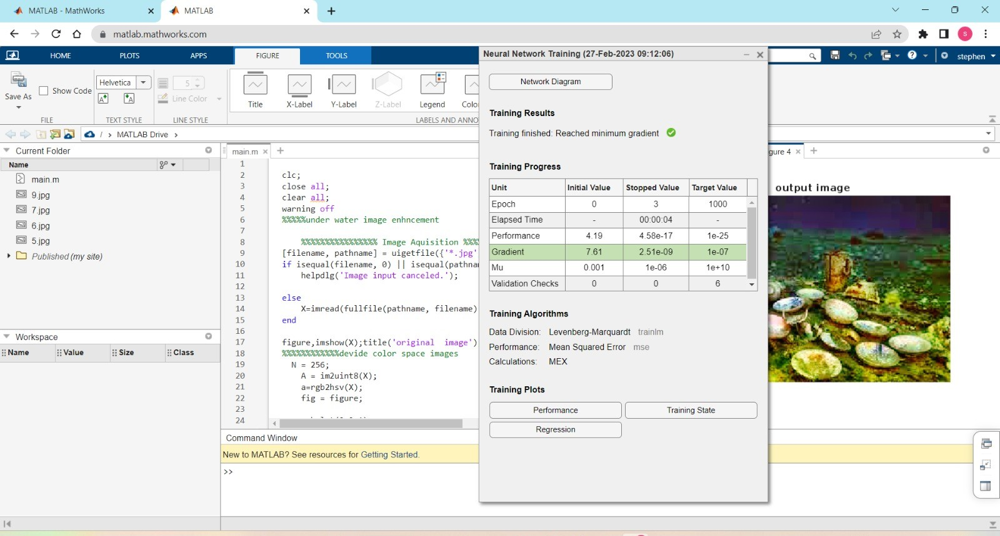 MATLAB - MathWorks
MATLAB
matlab.mathworks.com
S
HOME PLOTS APPS FIGURE TOOLS
stephen
Save As
Show Code
Helvetica
5
Line Color
A A
Title X-Label Y-Label Z-Label Legend
FILE TEXT STYLE LINE STYLE
/ › MATLAB Drive ›
Current Folder
Name
main.m
9.jpg
7.jpg
6.jpg
5.jpg
Published (my site)
Workspace
Name Value Size Class
main.m
1
2 clc;
3 close all;
4 clear all;
5 warning off
6 %%%%%under water image enhncement
7
8 %%%%%%%%%%%%%%%% Image Aquisition %%%
9 [filename, pathname] = uigetfile({'*.jpg'
10 if isequal(filename, 0) || isequal(pathna
11 helpdlg('Image input canceled.');
12
13 else
14 X=imread(fullfile(pathname, filename)
15 end
16
17 figure,imshow(X);title('original  image')
18 %%%%%%%%%%%%devide color space images
19 N = 256;
20 A = im2uint8(X);
21 a=rgb2hsv(X);
22 fig = figure;
23
24
Command Window
New to MATLAB? See resources for Getting Started.
>>
Neural Network Training (27-Feb-2023 09:12:06)
Network Diagram
Training Results
Training finished: Reached minimum gradient
Training Progress
Unit Initial Value Stopped Value Target Value
Epoch 0 3 1000
Elapsed Time - 00:00:04 -
Performance 4.19 4.58e-17 1e-25
Gradient 7.61 2.51e-09 1e-07
Mu 0.001 1e-06 1e+10
Validation Checks 0 0 6
Training Algorithms
Data Division: Levenberg-Marquardt trainlm
Performance: Mean Squared Error mse
Calculations: MEX
Training Plots
Performance
Training State
Regression
gure 4
output image